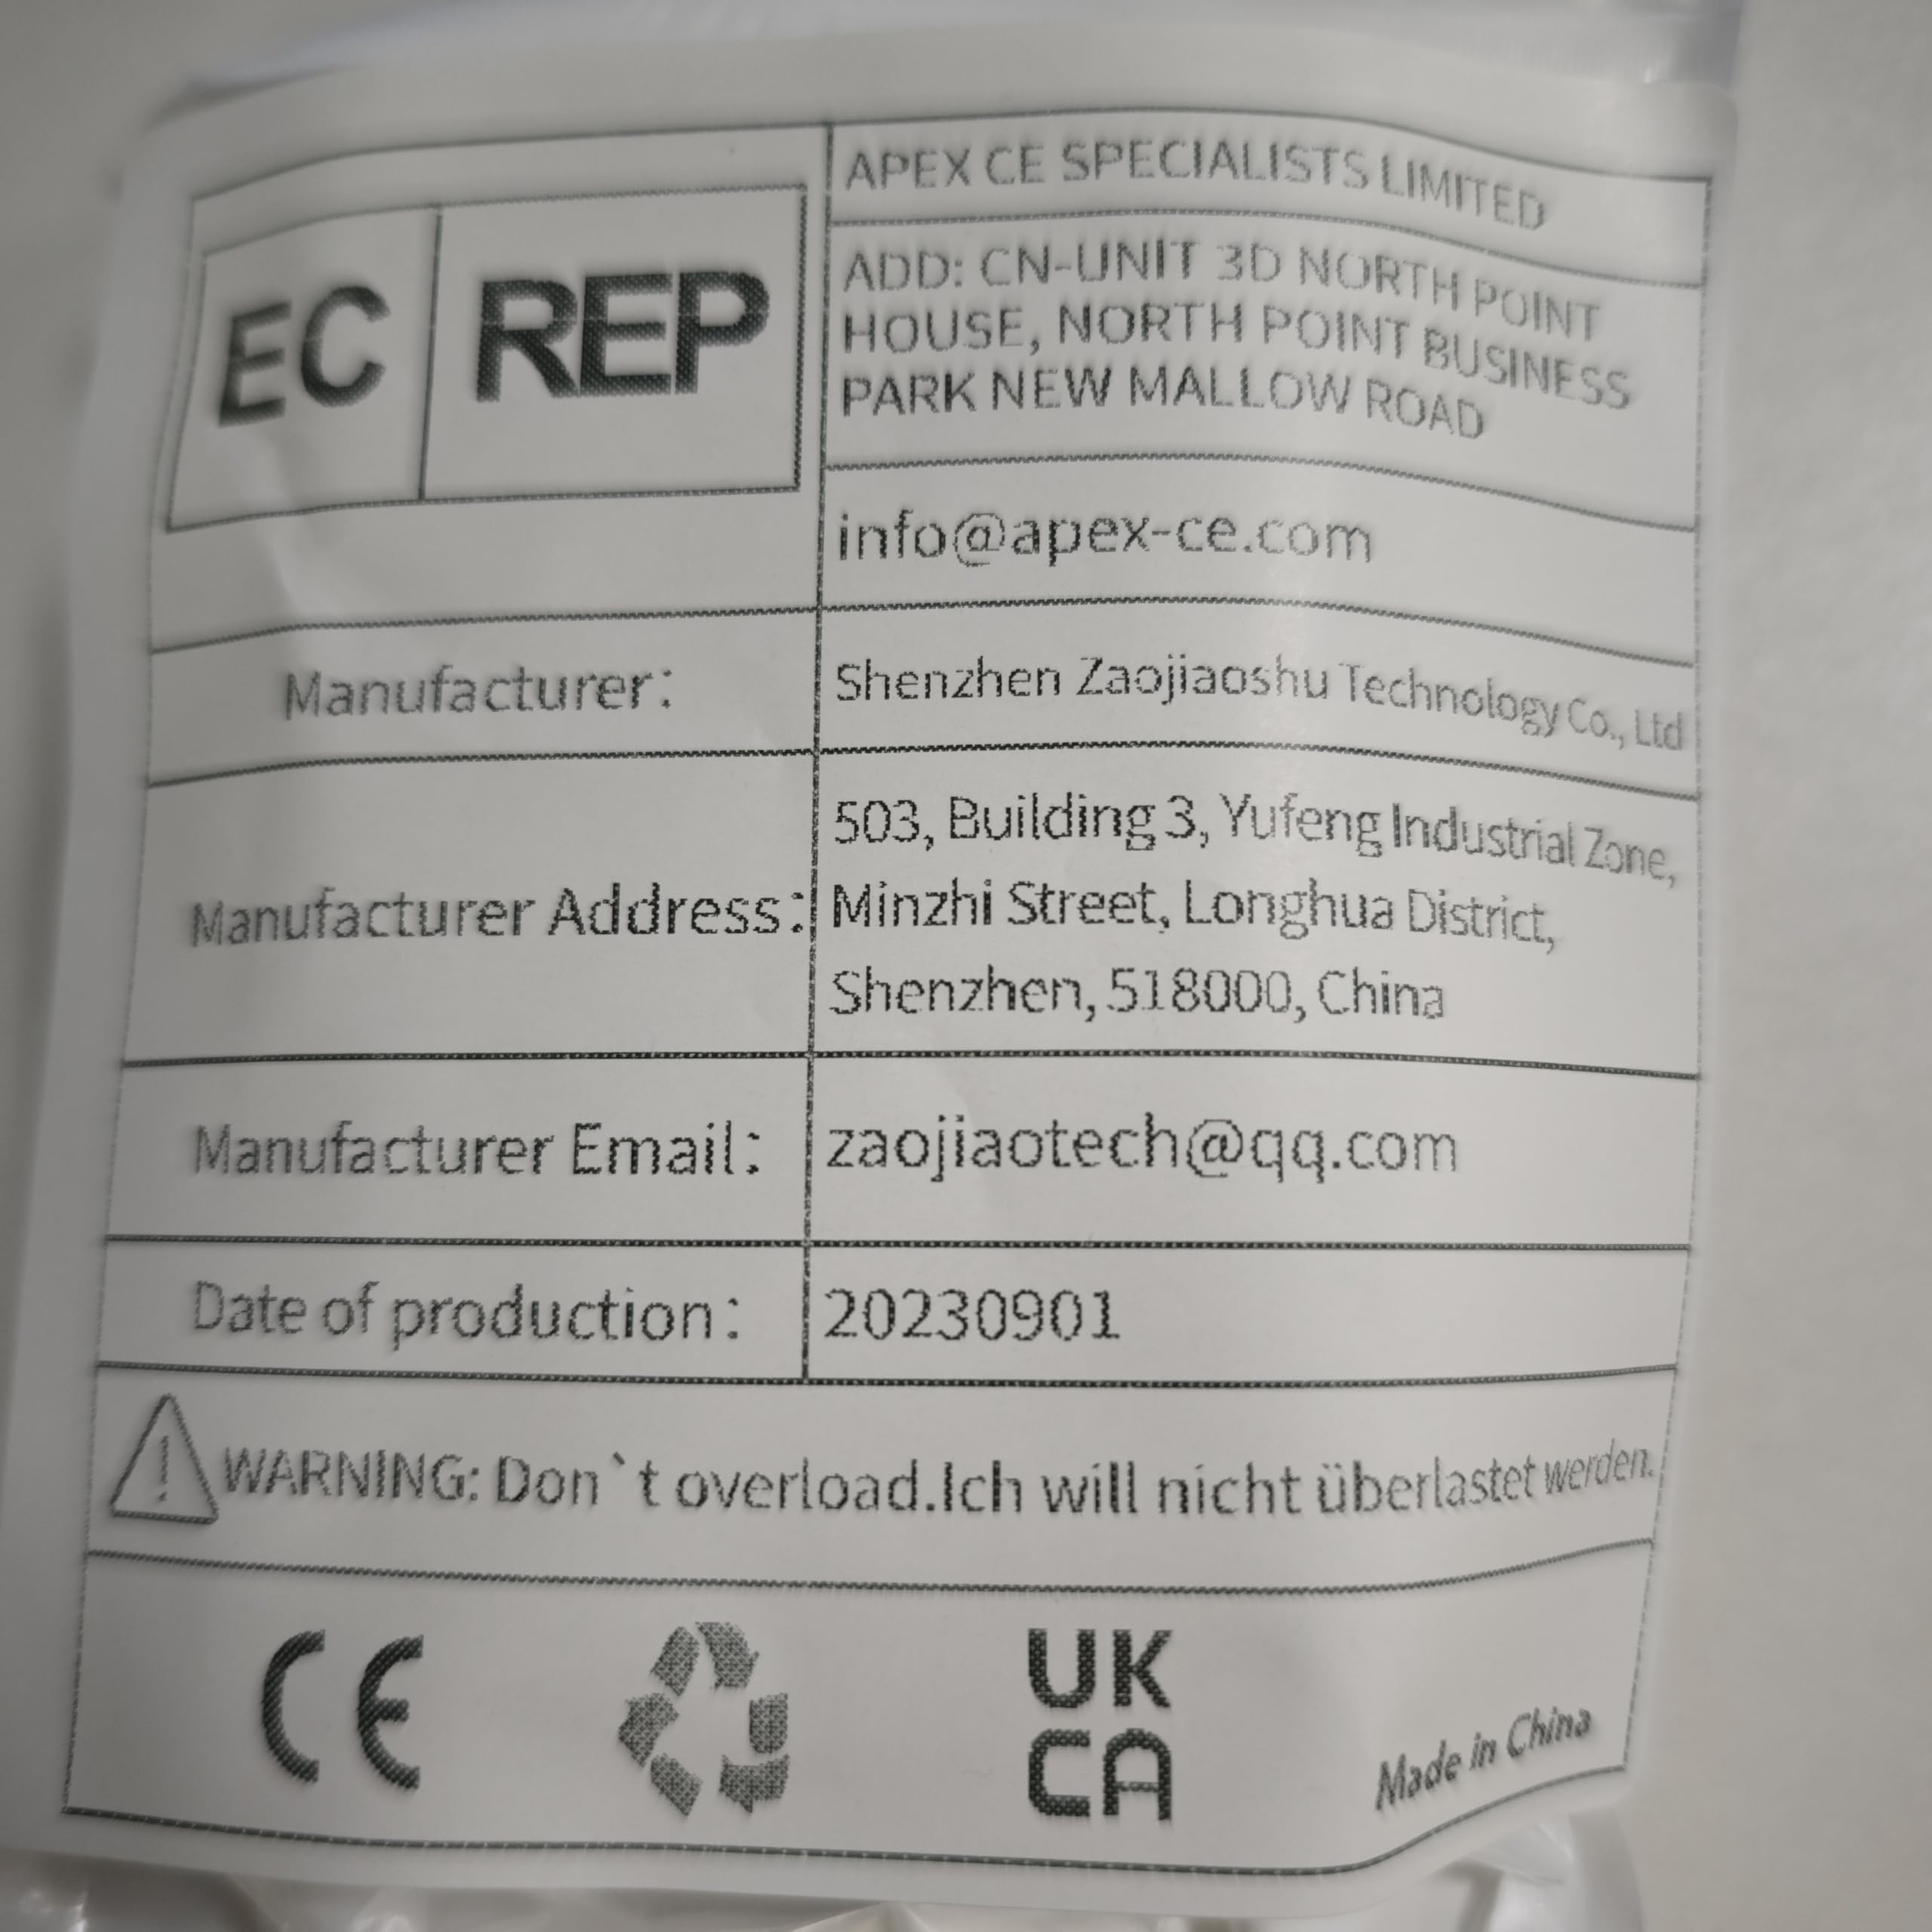 EC REP
APEX CE SPECIALISTS LIMITED
ADD: CN-UNIT 3D NORTH POINT
HOUSE, NORTH POINT BUSINESS
PARK NEW MALLOW ROAD
info@apex-ce.com
Manufacturer:
Shenzhen Zaojiaoshu Technology Co., Ltd
Manufacturer Address:
503, Building 3, Yufeng Industrial Zone,
Minzhi Street, Longhua District,
Shenzhen, 518000, China
Manufacturer Email:
zaojiaotech@qq.com
Date of production:
20230901
WARNING: Don`t overload.Ich will nicht überlastet werden.
CE
UK
CA
Made in China